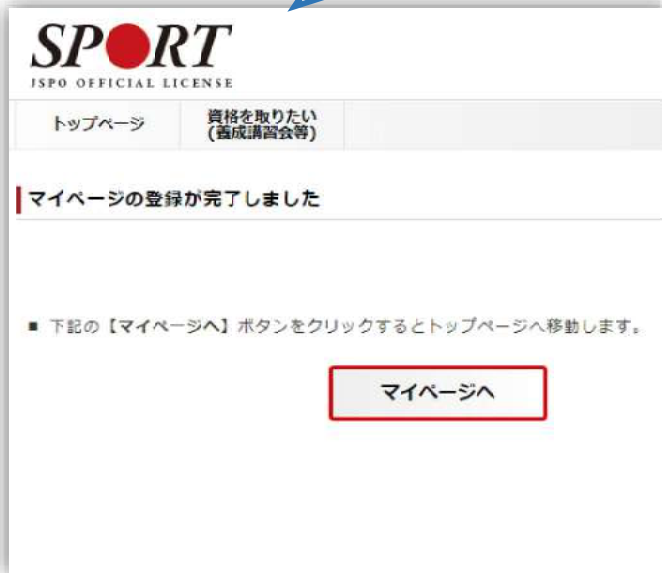 SPORT
JSPO OFFICIAL LICENSE
トップページ
資格を取りたい
(養成講習会等)
マイページの登録が完了しました
■ 下記の【マイページへ】ボタンをクリックするとトップページへ移動します。
マイページへ